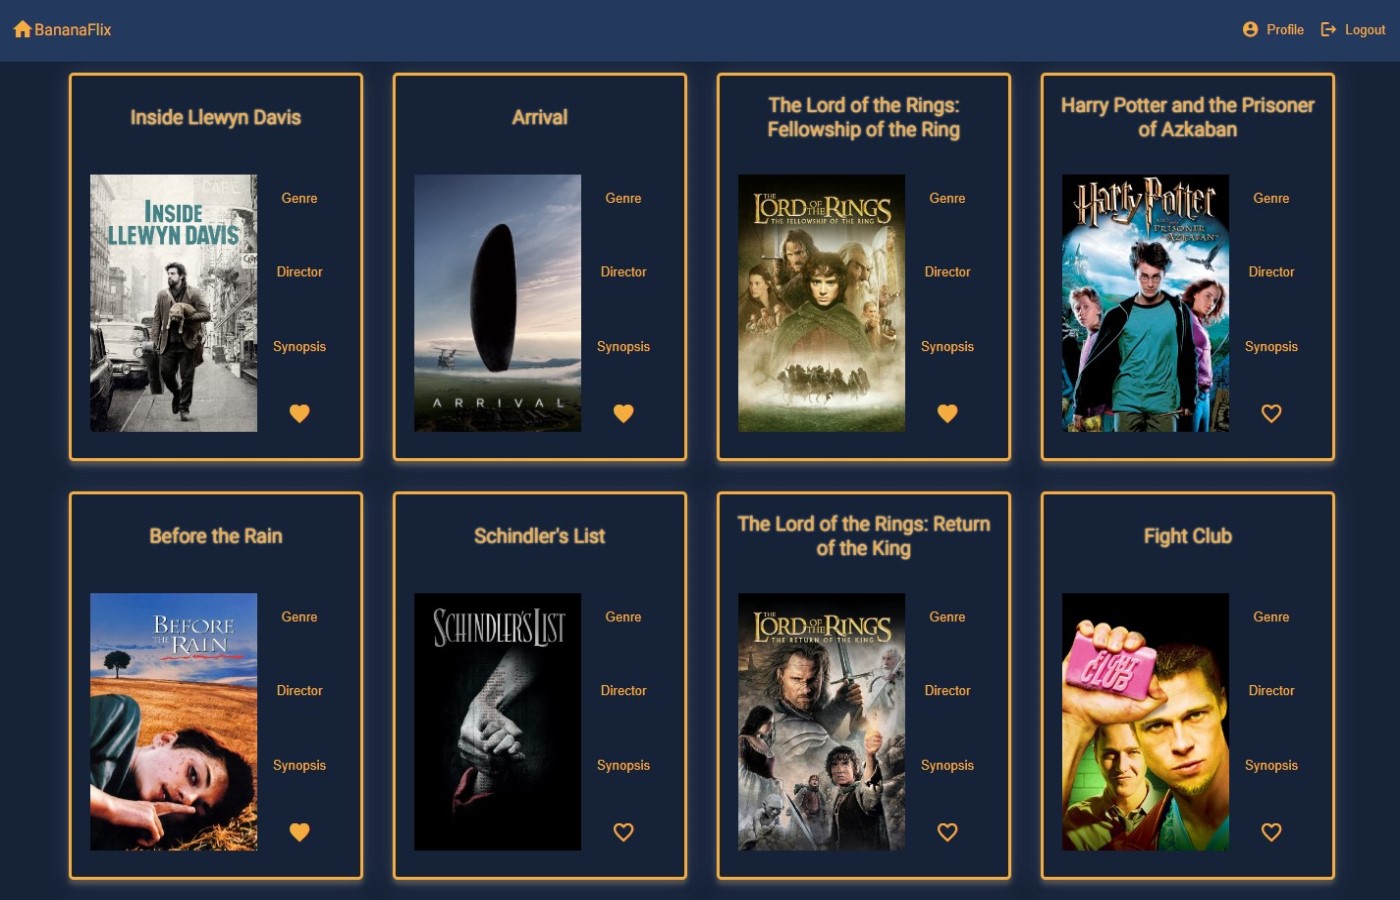 BananaFlix
Profile
Logout
Inside Llewyn Davis
INSIDE
LLEWYN DAVIS
Genre
Director
Synopsis
Arrival
ARRIVAL
Genre
Director
Synopsis
The Lord of the Rings:
Fellowship of the Ring
THE
LORD OF THE RINGS
THE FELLOWSHIP OF THE RING
Genre
Director
Synopsis
Harry Potter and the Prisoner
of Azkaban
Harry Potter
PRISONER
AZKABAN
Genre
Director
Synopsis
Before the Rain
BEFORE
THE RAIN
Genre
Director
Synopsis
Schindler's List
SCHINDLER'S LIST
Genre
Director
Synopsis
The Lord of the Rings: Return
of the King
THE
LORD OF THE RINGS
THE RETURN OF THE KING
Genre
Director
Synopsis
Fight Club
FIGHT
CLUB
Genre
Director
Synopsis